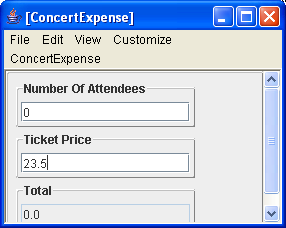 [ConcertExpense]
File Edit View Customize
ConcertExpense
Number Of Attendees
0
Ticket Price
23.5
Total
0.0